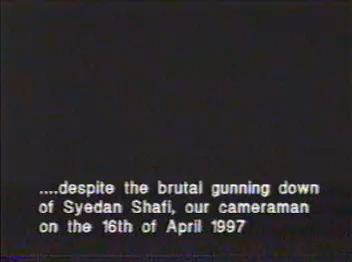 ....despite the brutal gunning down
of Syedan Shafi, our cameraman
on the 16th of April 1997